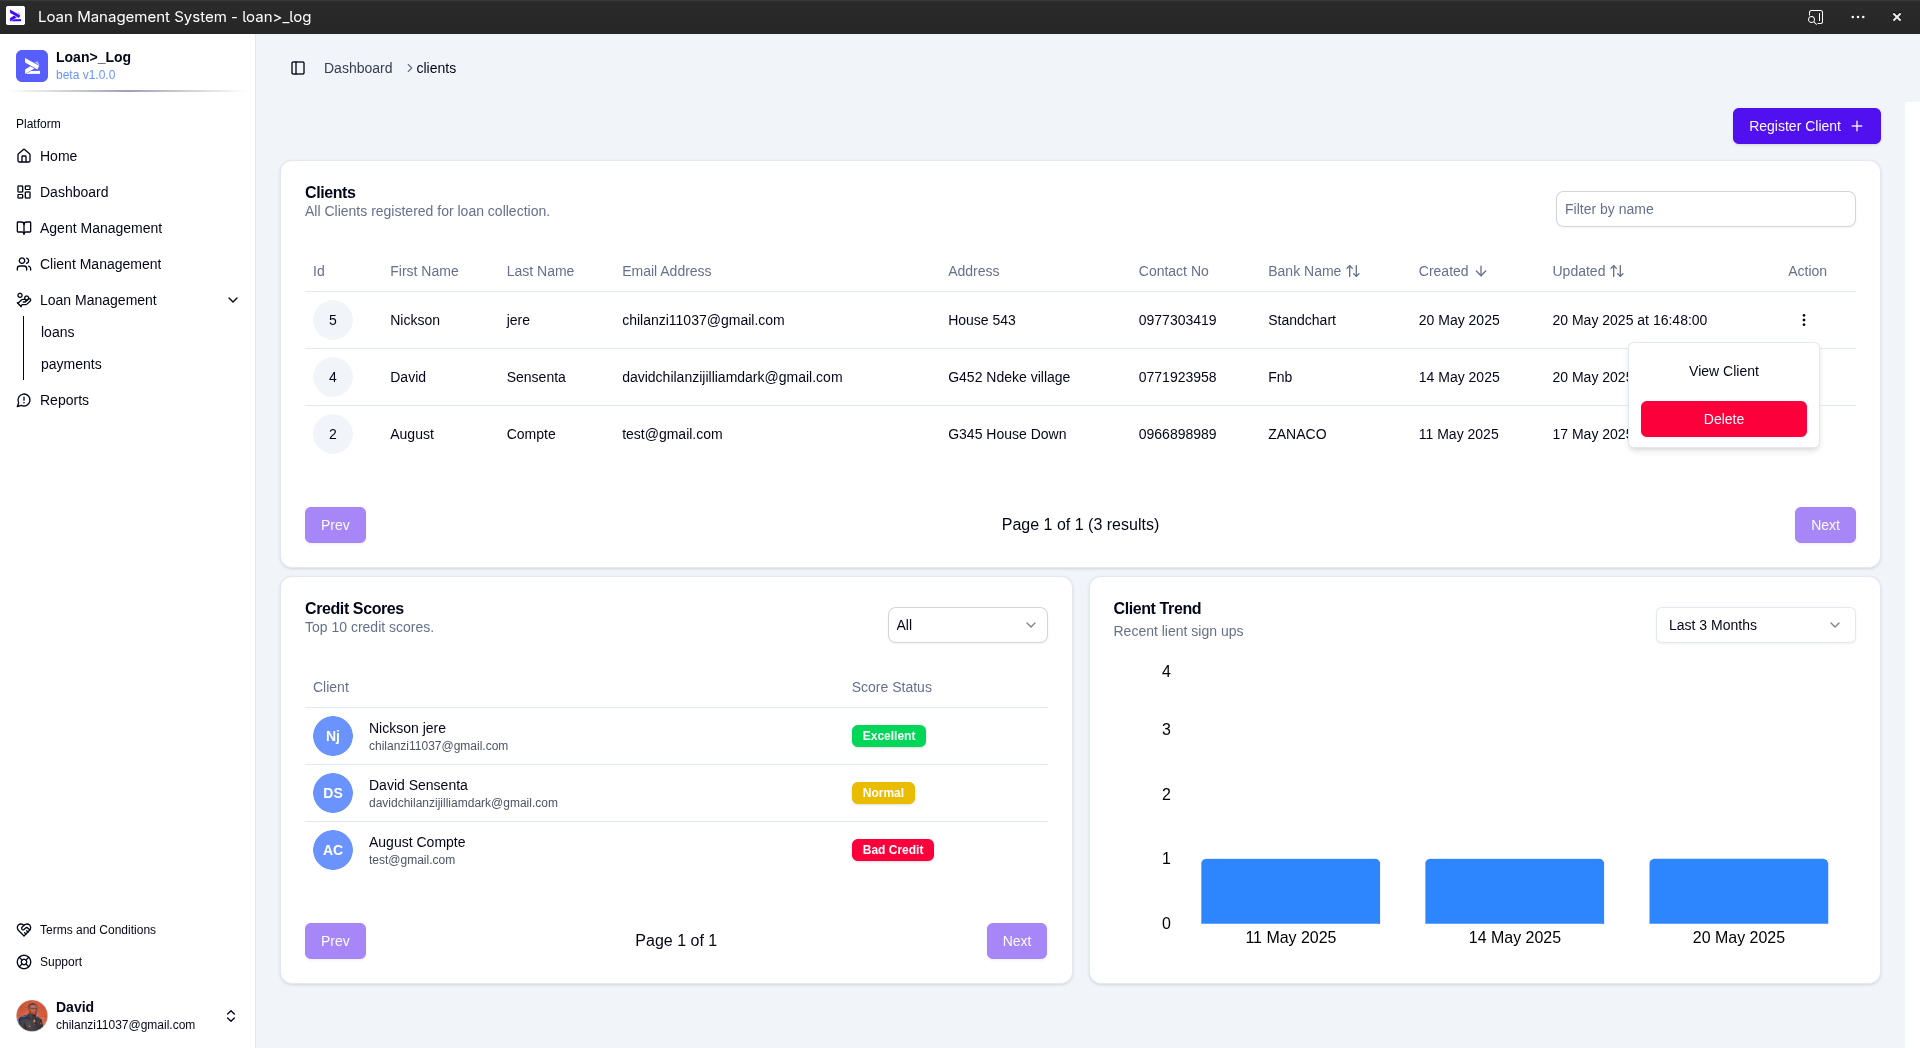 Loan Management System - loan>_log
Loan>_Log
beta v1.0.0
Platform
Home
Dashboard
Agent Management
Client Management
Loan Management
loans
payments
Reports
Terms and Conditions
Support
David
chilanzi11037@gmail.com
Dashboard > clients
Register Client +
Clients
All Clients registered for loan collection.
Filter by name
Id First Name Last Name Email Address Address Contact No Bank Name Created Updated Action
5 Nickson jere chilanzi11037@gmail.com House 543 0977303419 Standchart 20 May 2025 20 May 2025 at 16:48:00
4 David Sensenta davidchilanzijilliamdark@gmail.com G452 Ndeke village 0771923958 Fnb 14 May 2025 20 May 2025
2 August Compte test@gmail.com G345 House Down 0966898989 ZANACO 11 May 2025 17 May 2025
View Client
Delete
Prev Page 1 of 1 (3 results) Next
Credit Scores
Top 10 credit scores.
All
Client Score Status
Nj Nickson jere Excellent
chilanzi11037@gmail.com
DS David Sensenta Normal
davidchilanzijilliamdark@gmail.com
AC August Compte Bad Credit
test@gmail.com
Prev Page 1 of 1 Next
Client Trend
Recent lient sign ups
Last 3 Months
4
3
2
1
0
11 May 2025 14 May 2025 20 May 2025